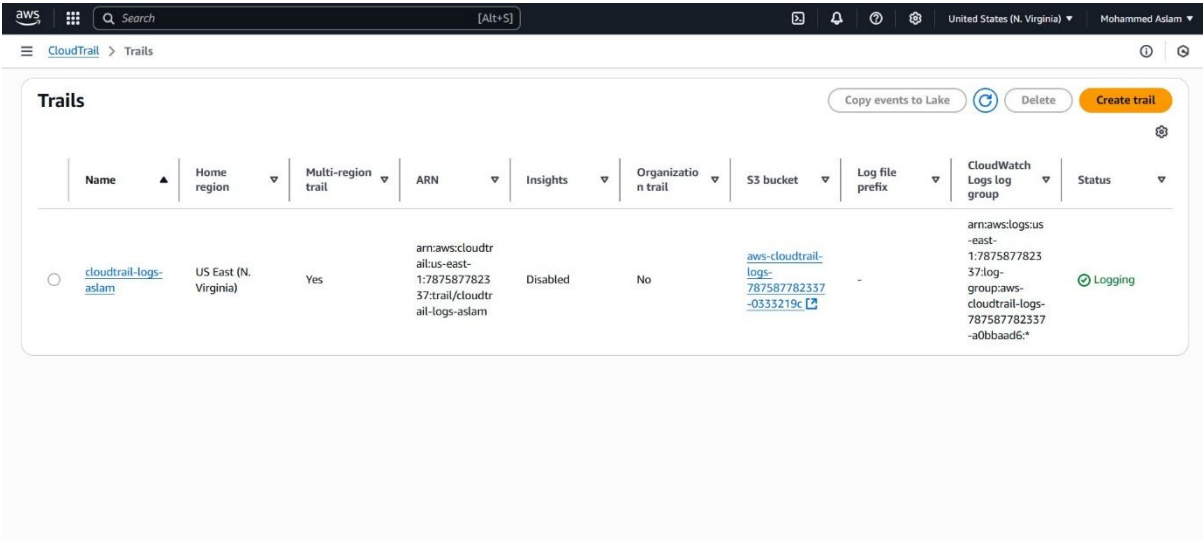 aws
Search
[Alt+S]
United States (N. Virginia)
Mohammed Aslam
CloudTrail > Trails
Trails
Copy events to Lake
Delete
Create trail
Name
Home
region
Multi-region
trail
ARN
Insights
Organizatio
n trail
S3 bucket
Log file
prefix
CloudWatch
Logs log
group
Status
cloudtrail-logs-
aslam
US East (N.
Virginia)
Yes
arn:aws:cloudtr
ail:us-east-
1:7875877823
37:trail/cloudtr
ail-logs-aslam
Disabled
No
aws-cloudtrail-
logs-
787587782337
-0333219c
-
arn:aws:logs:us
-east-
1:7875877823
37:log-
group:aws-
cloudtrail-logs-
787587782337
-a0bbaad6:*
Logging